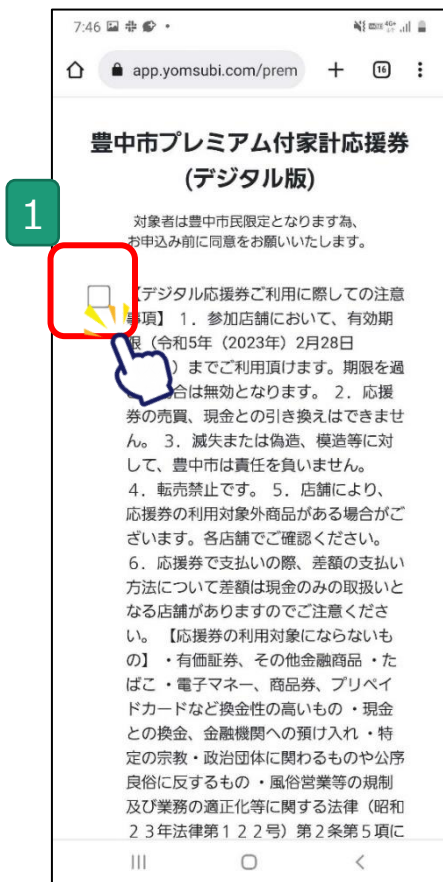 7:46
app.yomsubi.com/prem
16
豊中市プレミアム付家計応援券
(デジタル版)
1
対象者は豊中市民限定となります為、
お申込み前に同意をお願いいたします。
【デジタル応援券ご利用に際しての注意
事項】 1．参加店舗において、有効期
限（令和5年（2023年）2月28日
）までご利用頂けます。期限を過
合は無効となります。 2．応援
券の売買、現金との引き換えはできませ
ん。 3．滅失または偽造、模造等に対
して、豊中市は責任を負いません。
4．転売禁止です。 5．店舗により、
応援券の利用対象外商品がある場合がご
ざいます。各店舗でご確認ください。
6．応援券で支払いの際、差額の支払い
方法について差額は現金のみの取扱いと
なる店舗がありますのでご注意くださ
い。 【応援券の利用対象にならないも
の】 ・有価証券、その他金融商品 ・た
ばこ ・電子マネー、商品券、プリペイ
ドカードなど換金性の高いもの ・現金
との換金、金融機関への預け入れ ・特
定の宗教・政治団体に関わるものや公序
良俗に反するもの ・風俗営業等の規制
及び業務の適正化等に関する法律（昭和
２３年法律第１２２号）第２条第５項に